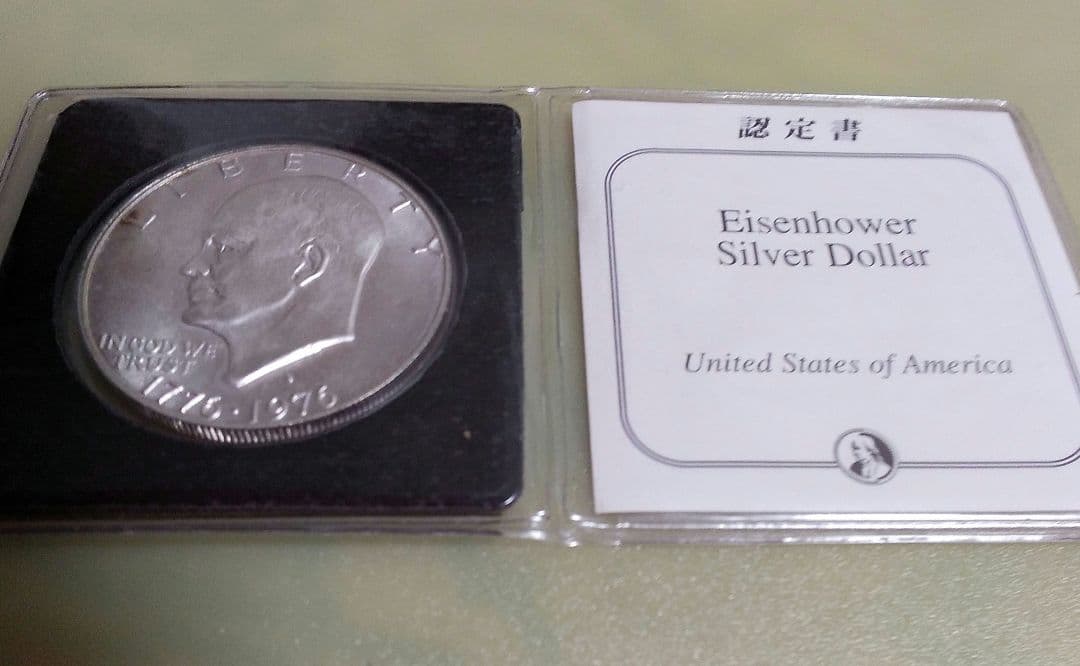 LIBERTY
IN GOD WE
TRUST
1776·1976
認定書
Eisenhower
Silver Dollar
United States of America